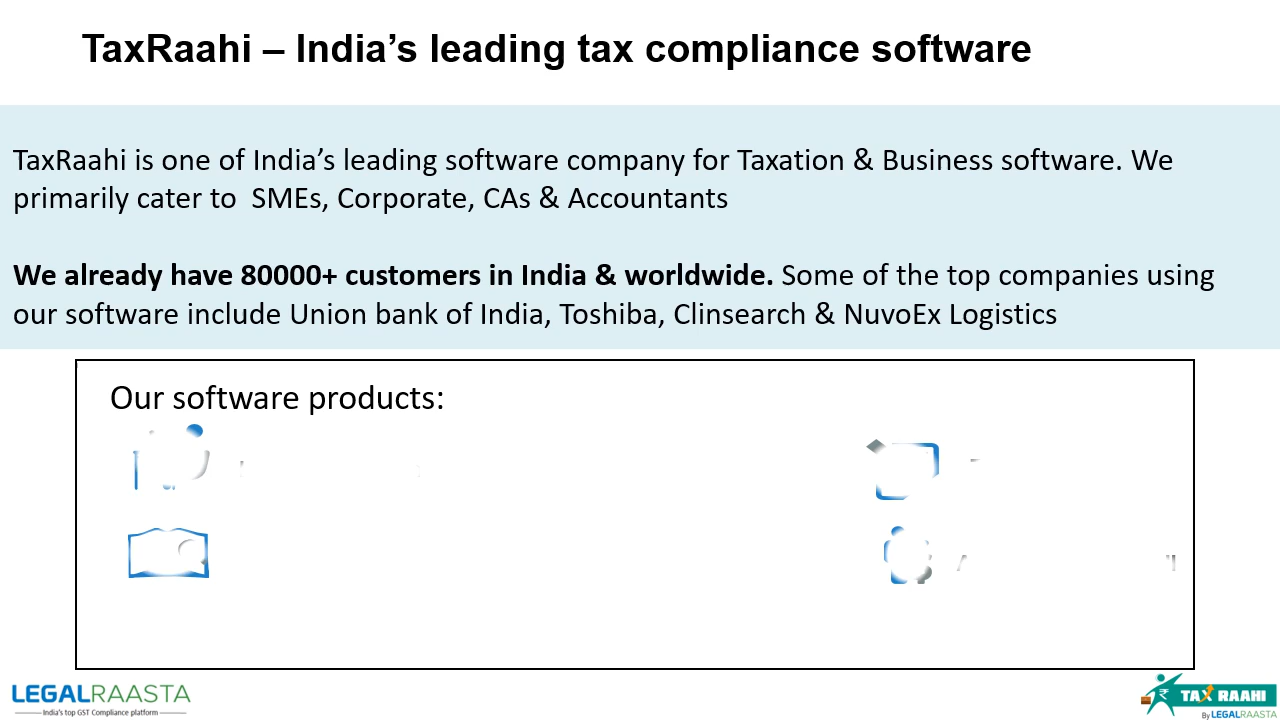 TaxRaahi – India’s leading tax compliance software
TaxRaahi is one of India’s leading software company for Taxation & Business software. We
primarily cater to  SMEs, Corporate, CAs & Accountants
We already have 80000+ customers in India & worldwide. Some of the top companies using
our software include Union bank of India, Toshiba, Clinsearch & NuvoEx Logistics
Our software products:
LEGALRAASTA
India's top GST Compliance platform
TAX RAAHI
By LEGALRAASTA